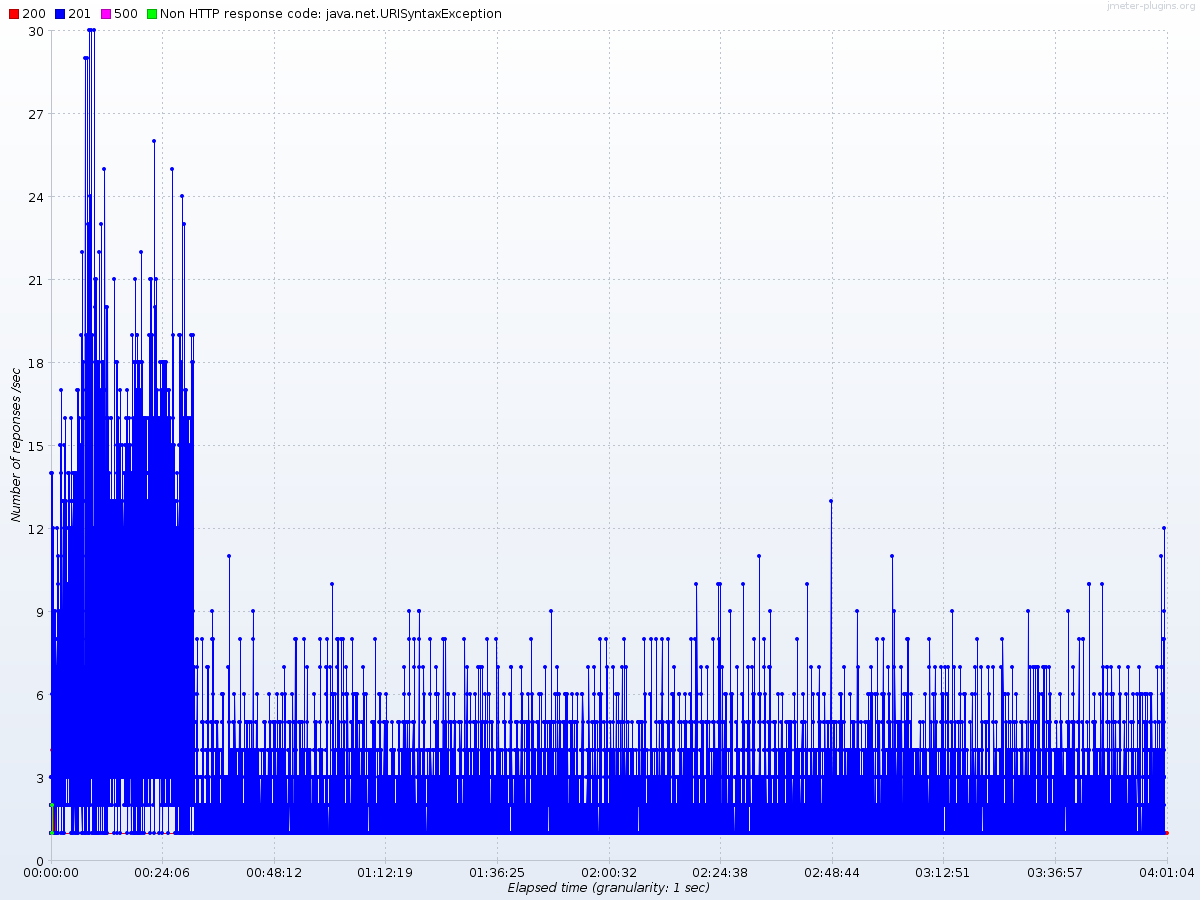 jmeter-plugins.org
200 201 500 Non HTTP response code: java.net.URISyntaxException
30
27
24
21
18
15
12
9
6
3
0
Number of reponses /sec
00:00:00 00:24:06 00:48:12 01:12:19 01:36:25 02:00:32 02:24:38 02:48:44 03:12:51 03:36:57 04:01:04
Elapsed time (granularity: 1 sec)